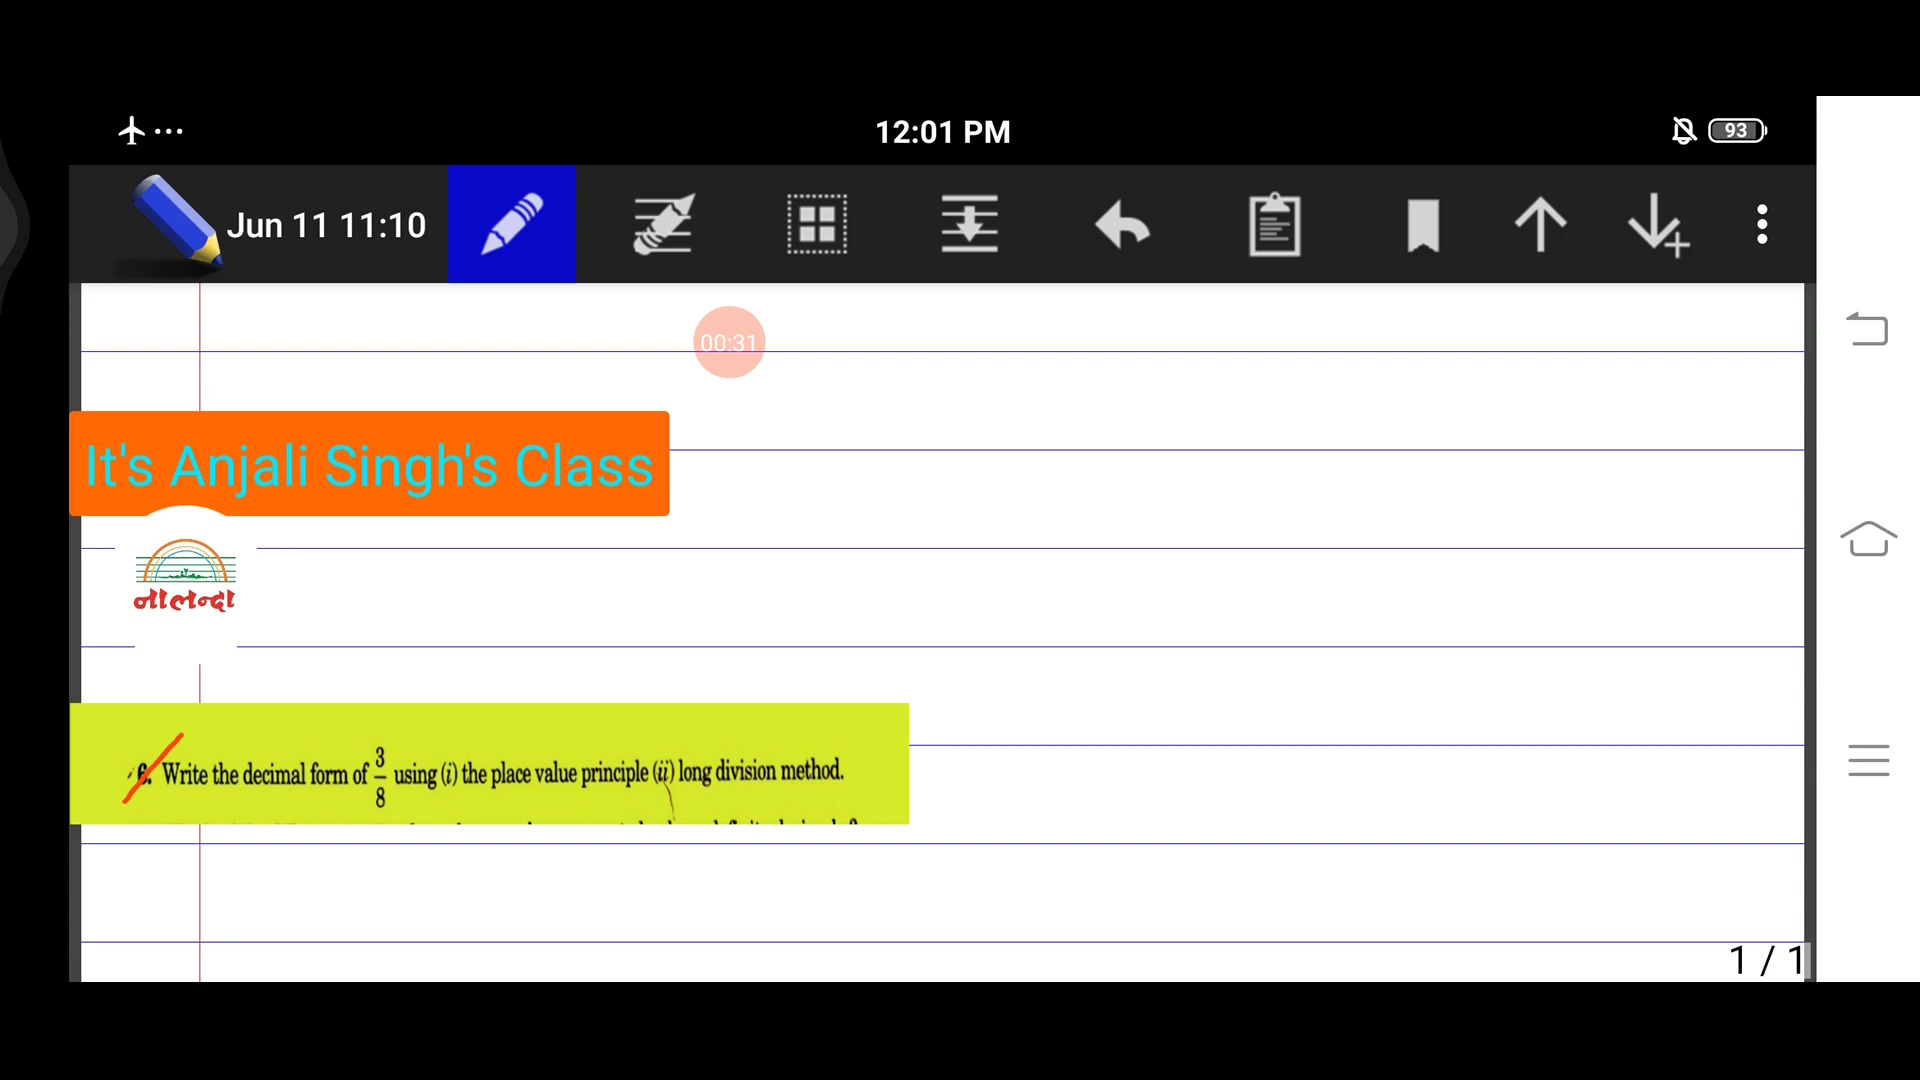 12:01 PM
93
Jun 11 11:10
00:31
It's Anjali Singh's Class
नालन्दा
6. Write the decimal form of 3/8 using (i) the place value principle (ii) long division method.
1 / 1